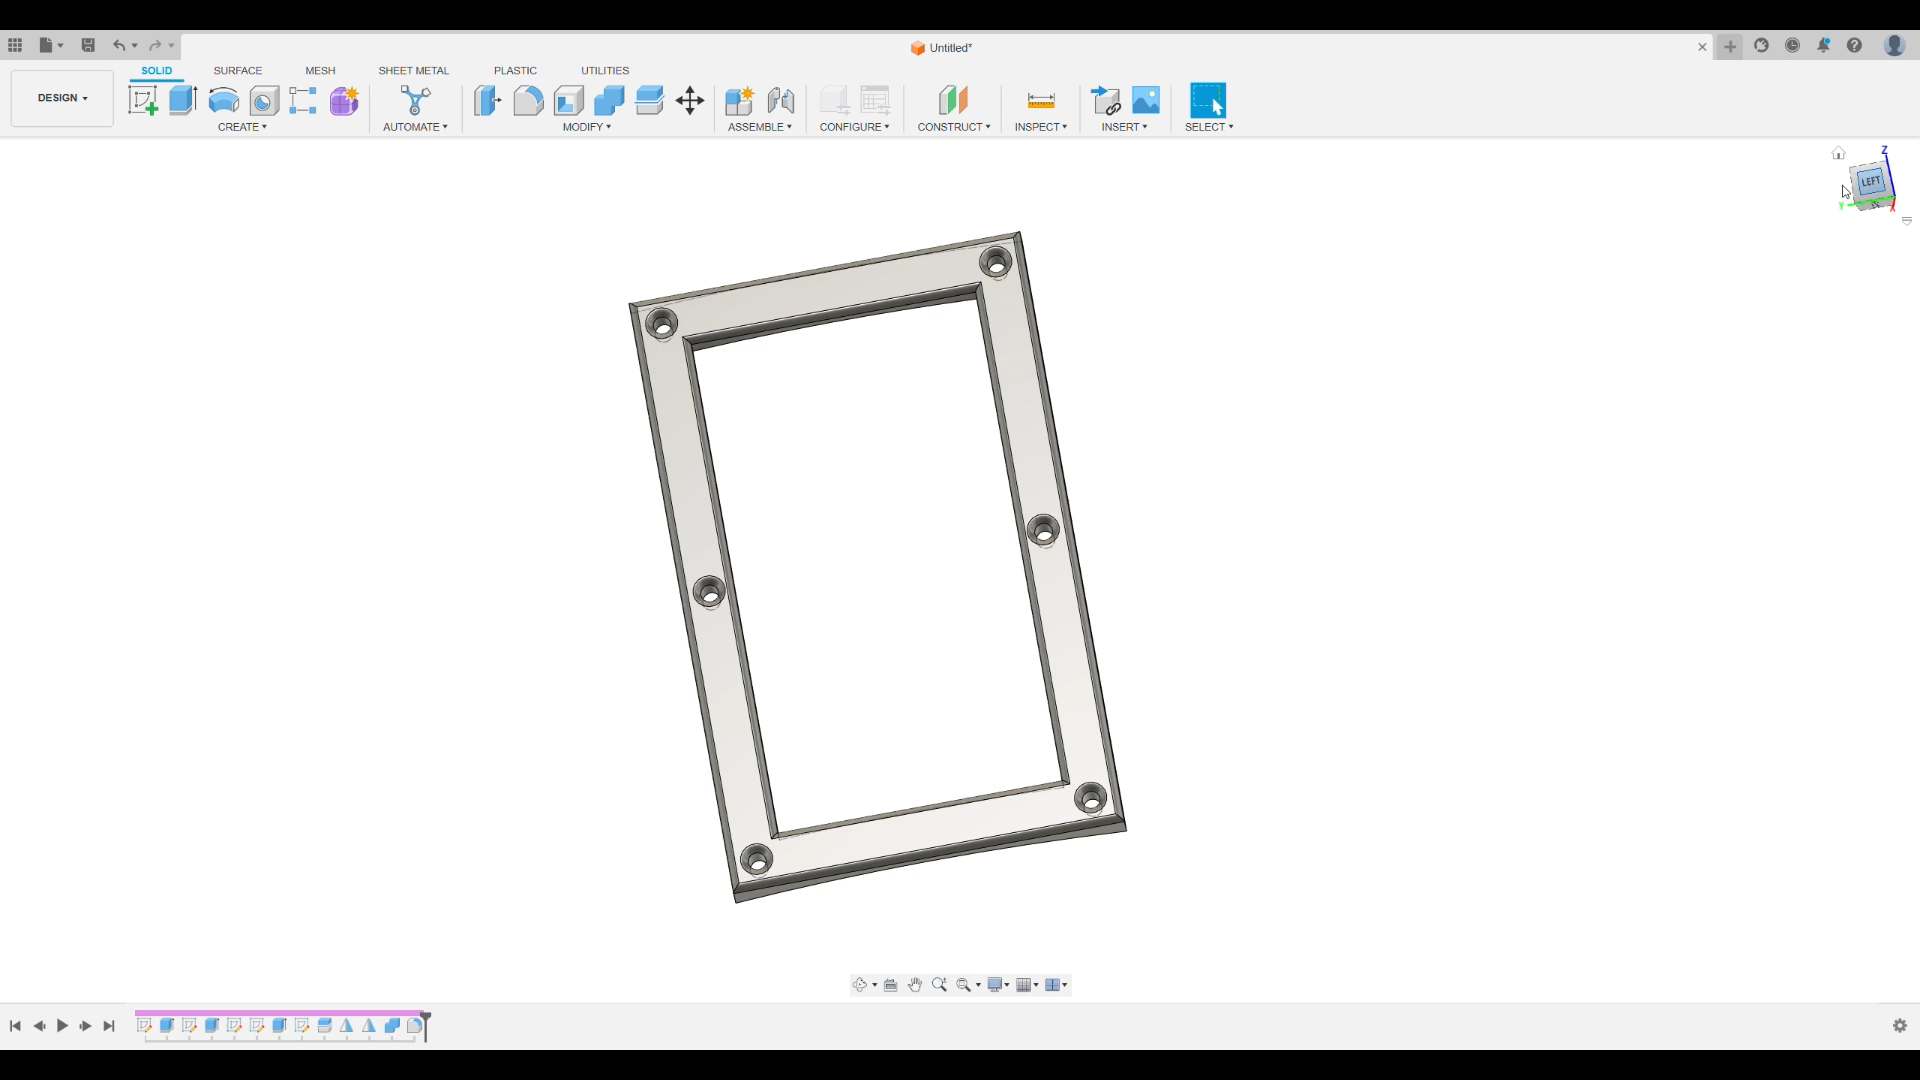 Untitled*
SOLID SURFACE MESH SHEET METAL PLASTIC UTILITIES
DESIGN
CREATE AUTOMATE MODIFY ASSEMBLE CONFIGURE CONSTRUCT INSPECT INSERT SELECT
Z
LEFT
Y
X